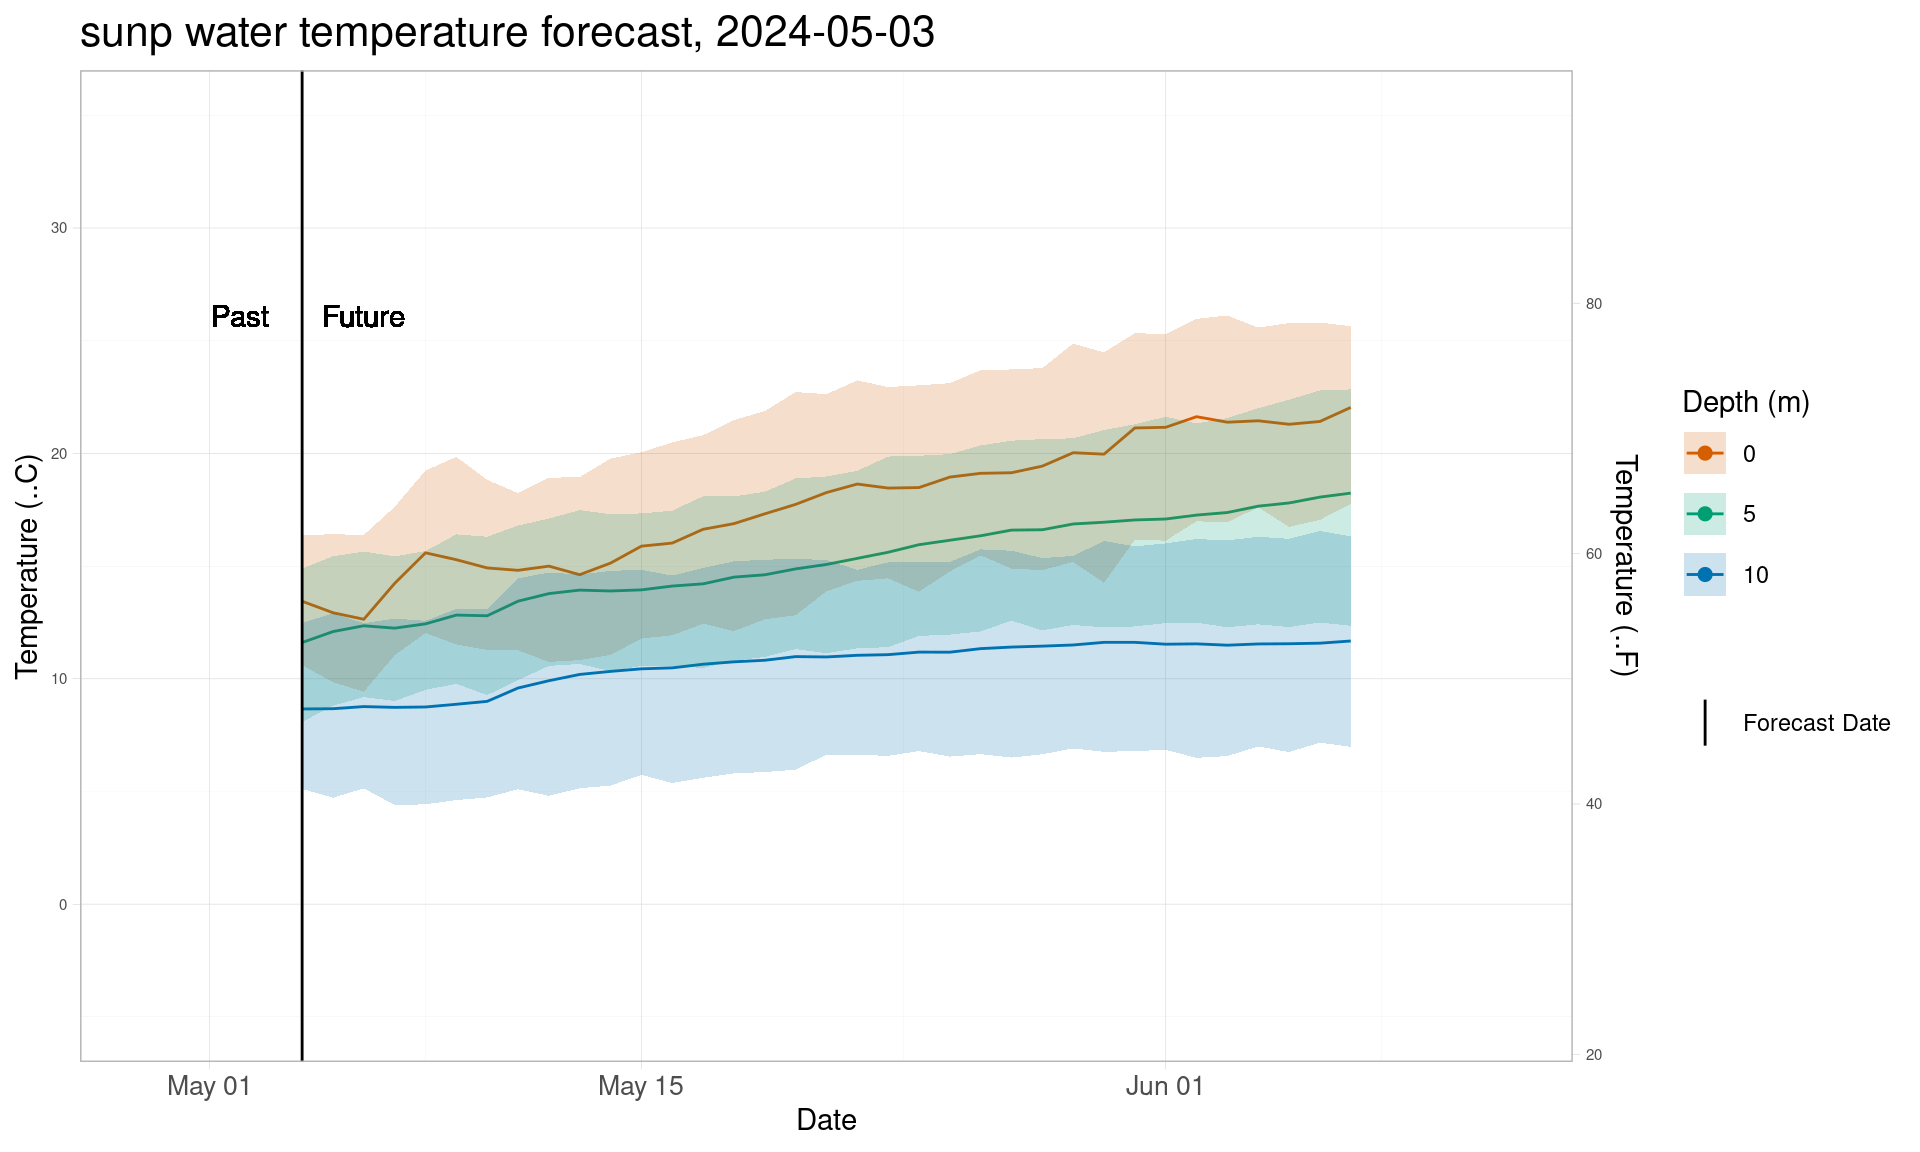 sunp water temperature forecast, 2024-05-03
Temperature (..C)
30
20
10
0
Past
Future
May 01
May 15
Jun 01
Date
80
60
40
20
Temperature (..F)
Depth (m)
0
5
10
Forecast Date